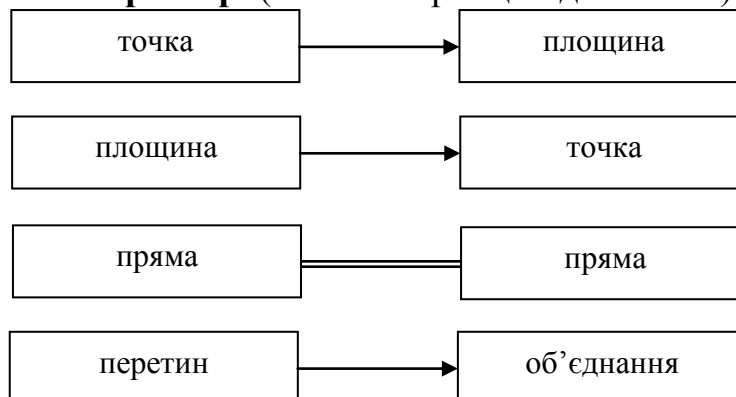 точка площина
площина точка
пряма пряма
перетин об’єднання